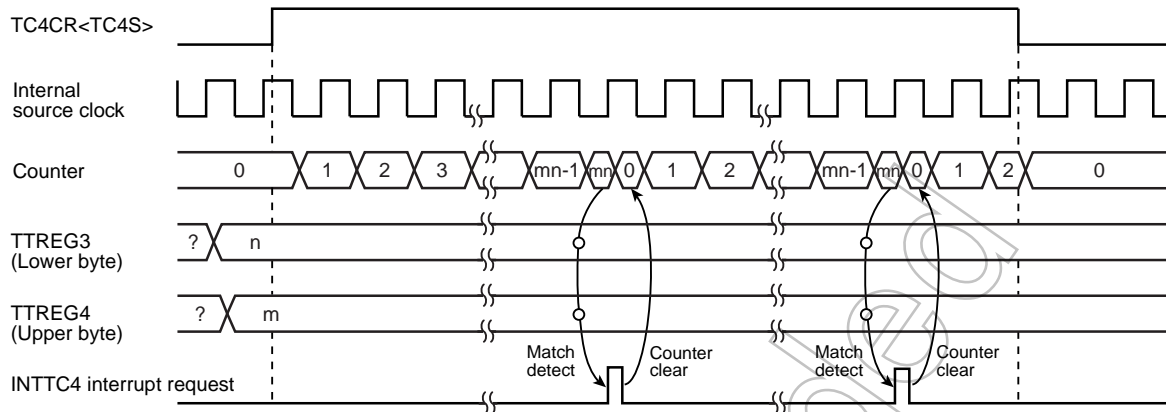 TC4CR<TC4S>
Internal
source clock
Counter 0 1 2 3 mn-1 mn 0 1 2 mn-1 mn 0 1 2 0
TTREG3
(Lower byte)
? n
TTREG4
(Upper byte)
? m
Match
detect
Counter
clear
Match
detect
Counter
clear
INTTC4 interrupt request